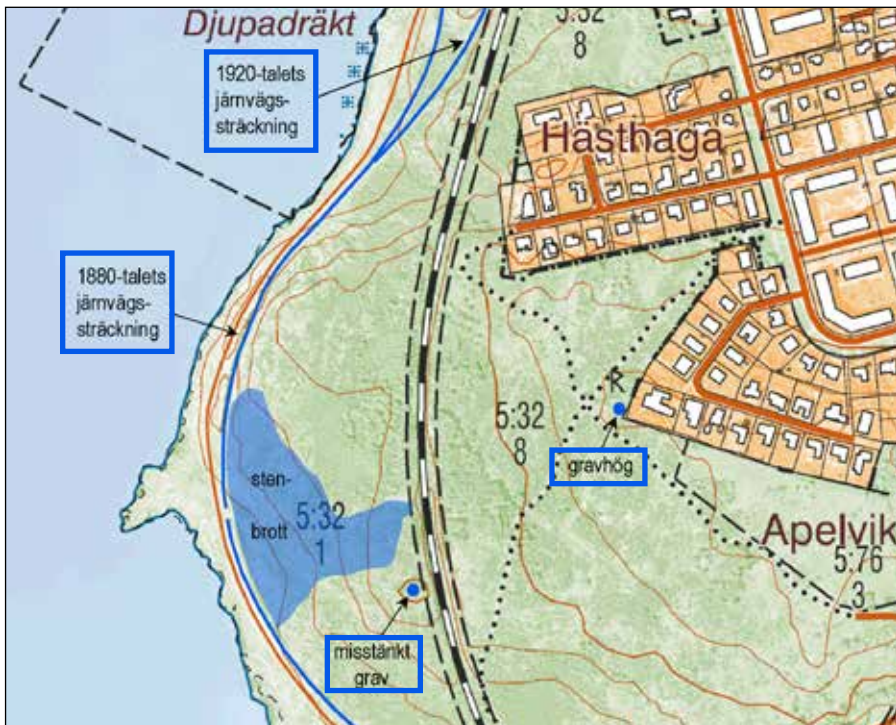 Djupadräkt
5:32
8
1920-talets
järnvägs-
sträckning
Hästhaga
1880-talets
järnvägs-
sträckning
R
5:32
8
gravhög
sten-
brott
5:32
1
Apelvik
5:76
3
misstänkt
grav